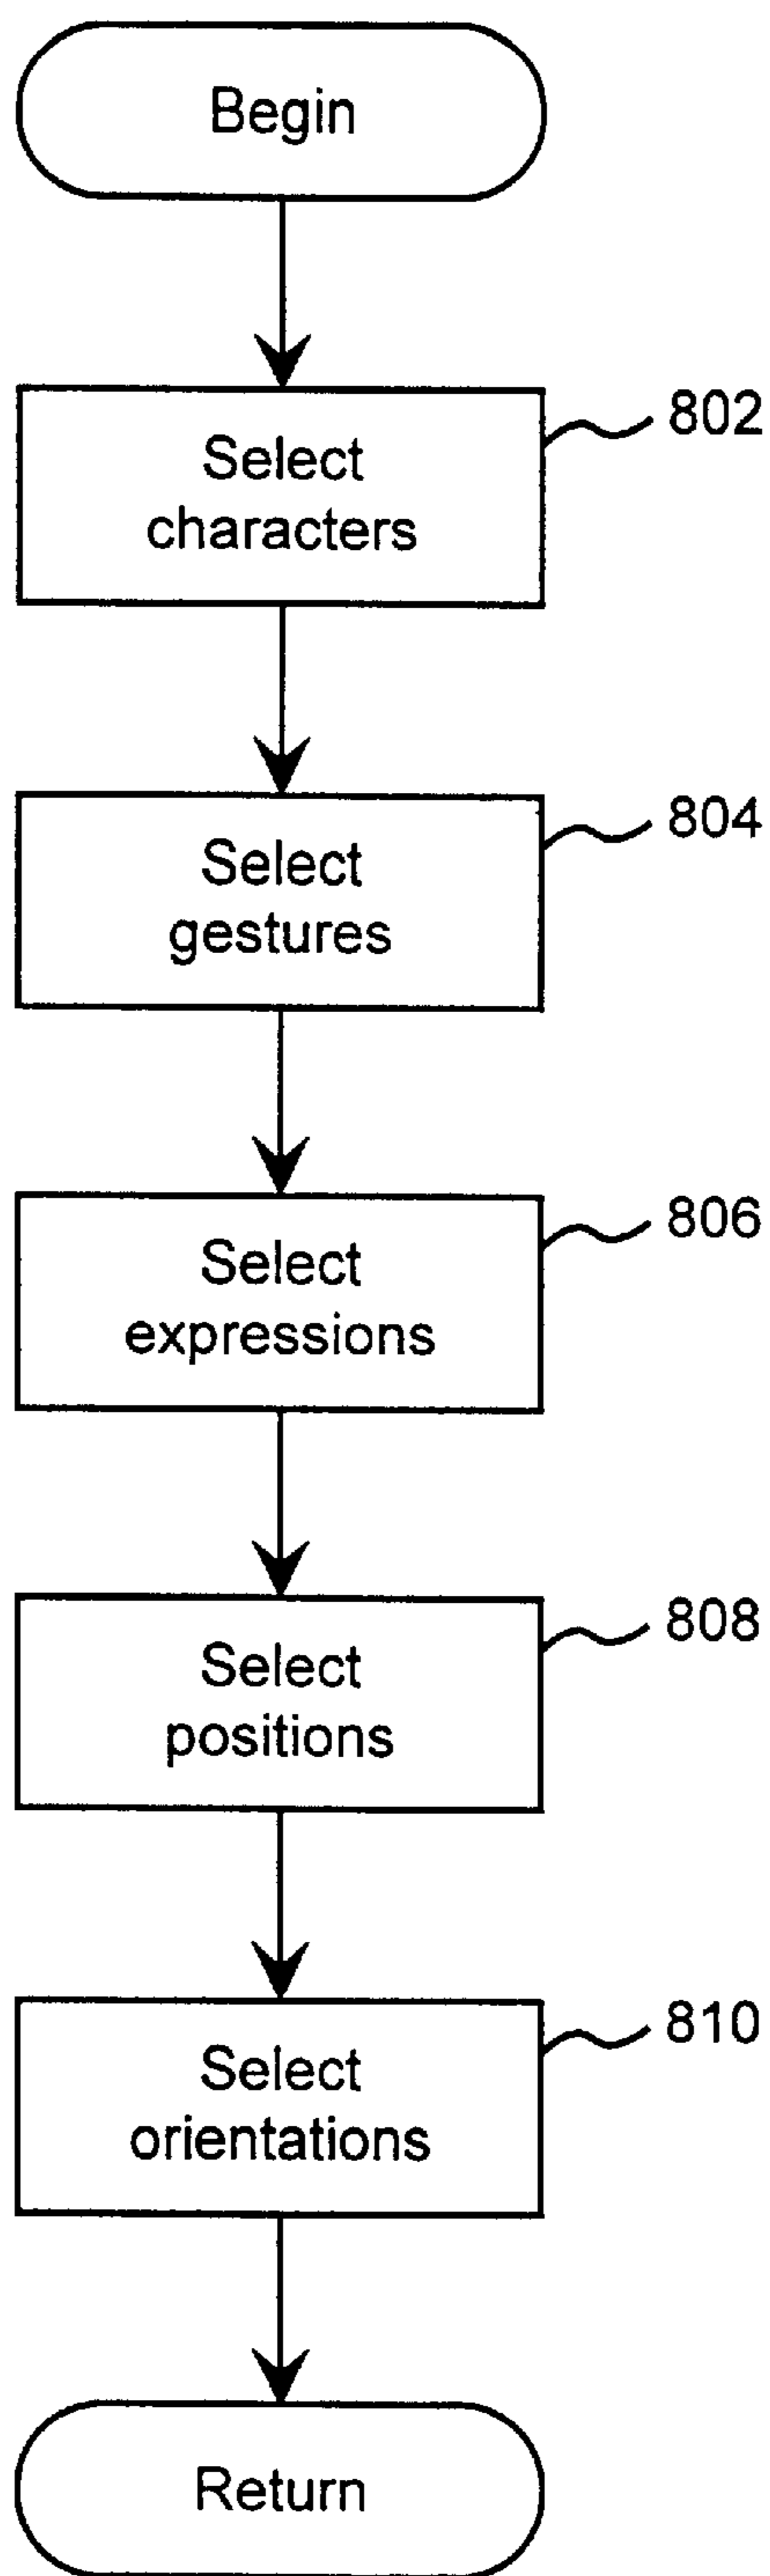 Begin
802
Select
characters
804
Select
gestures
806
Select
expressions
808
Select
positions
810
Select
orientations
Return